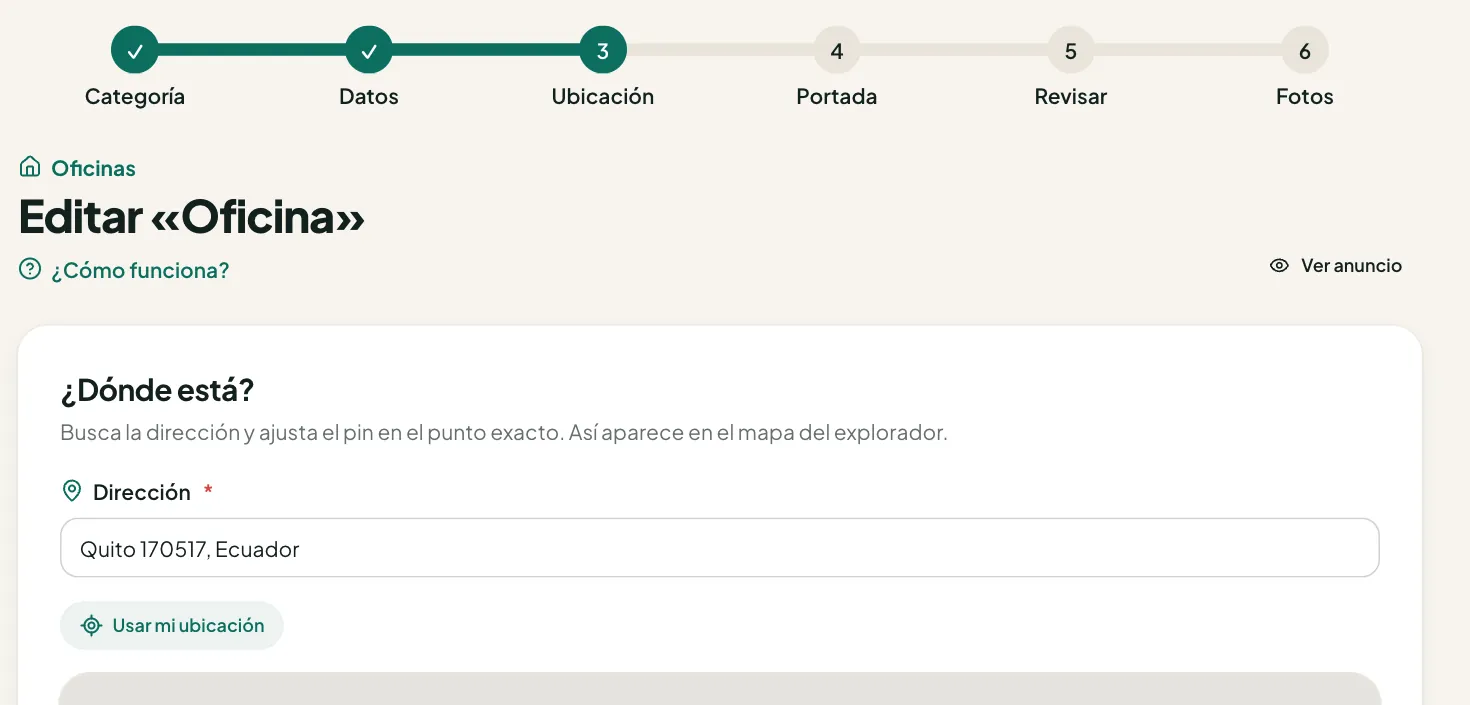 3 4 5 6
Categoría Datos Ubicación Portada Revisar Fotos
Oficinas
Editar «Oficina»
¿Cómo funciona?
Ver anuncio
¿Dónde está?
Busca la dirección y ajusta el pin en el punto exacto. Así aparece en el mapa del explorador.
Dirección *
Quito 170517, Ecuador
Usar mi ubicación